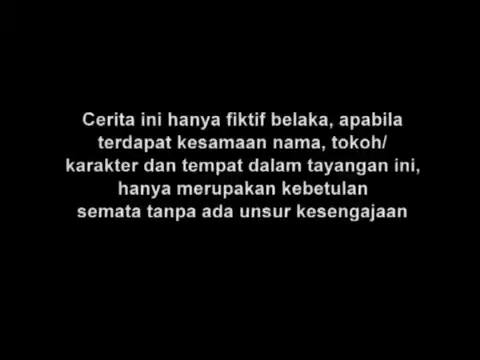 Cerita ini hanya fiktif belaka, apabila
terdapat kesamaan nama, tokoh/
karakter dan tempat dalam tayangan ini,
hanya merupakan kebetulan
semata tanpa ada unsur kesengajaan